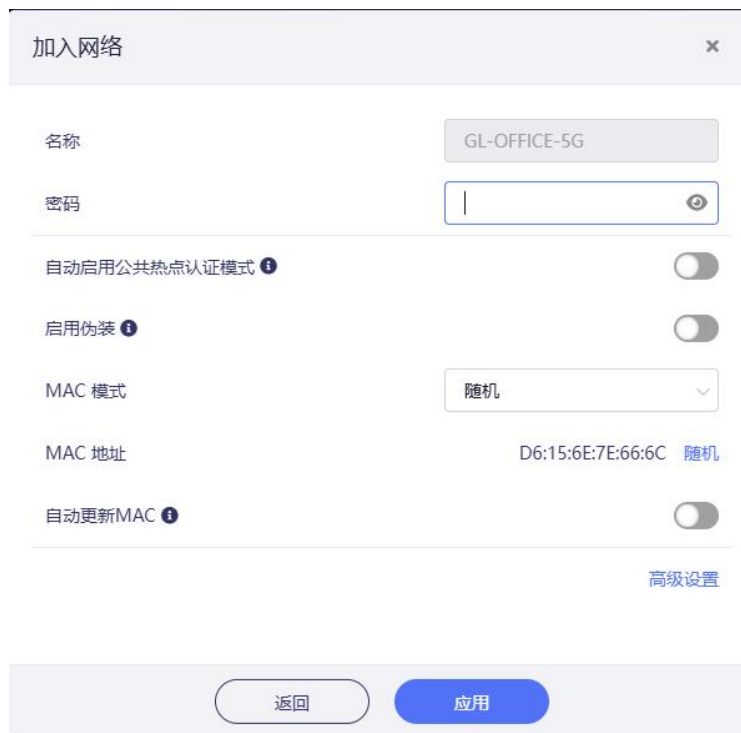 加入网络
名称 GL-OFFICE-5G
密码
自动启用公共热点认证模式
启用伪装
MAC 模式 随机
MAC 地址 D6:15:6E:7E:66:6C 随机
自动更新MAC
高级设置
返回 应用